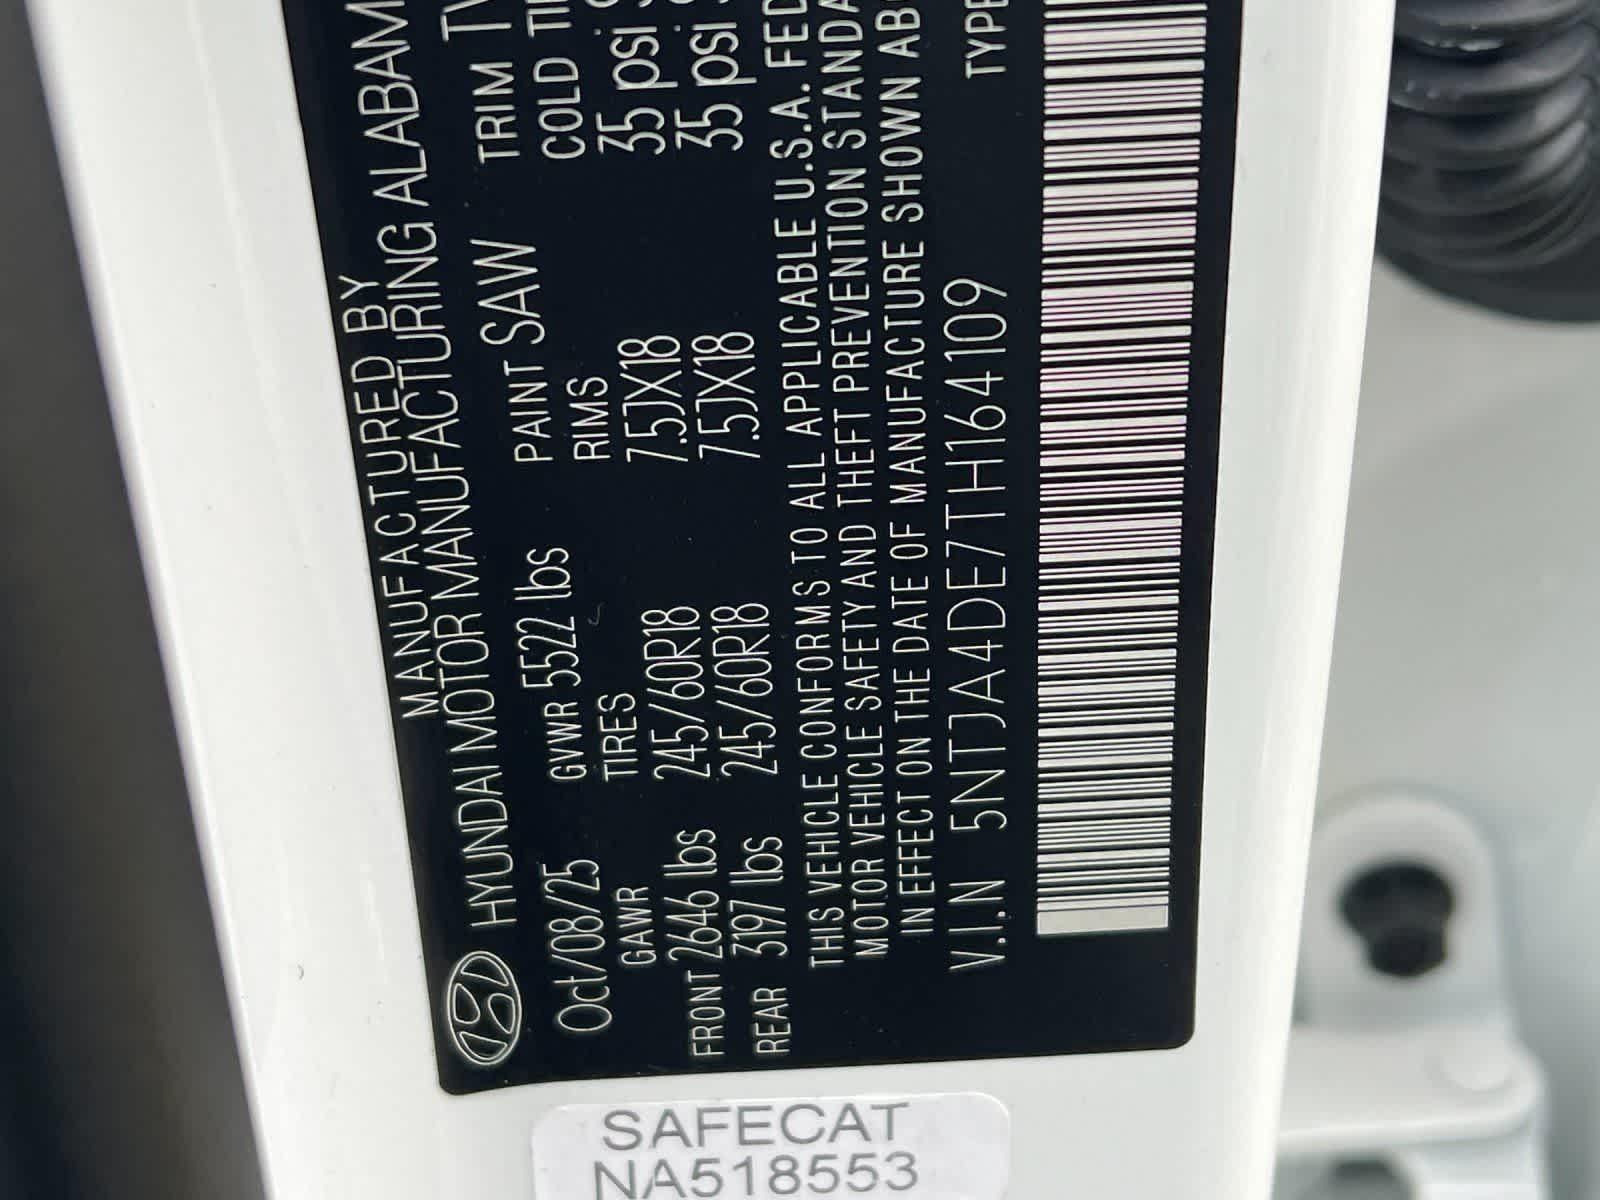 MANUFACTURED BY
HYUNDAI MOTOR MANUFACTURING ALABAM
Oct/08/25 GVWR 5522 lbs PAINT SAW TRIM TV
GAWR TIRES RIMS COLD TI
FRONT 2646 lbs 245/60R18 7.5JX18 35 psi
REAR 3197 lbs 245/60R18 7.5JX18 35 psi
THIS VEHICLE CONFORMS TO ALL APPLICABLE U.S.A. FED
MOTOR VEHICLE SAFETY AND THEFT PREVENTION STANDA
IN EFFECT ON THE DATE OF MANUFACTURE SHOWN AB
V.I.N 5NTJA4DE7TH164109 TYPE
SAFECAT
NA518553